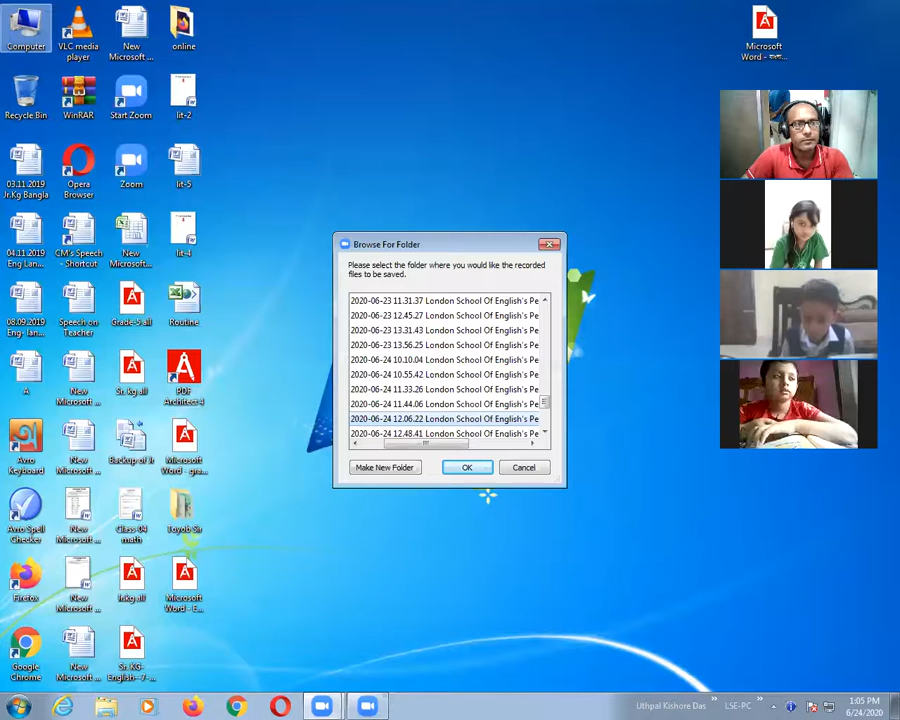 Computer
VLC media
player
New
Microsoft ...
online
Microsoft
Word - বাংলা...
Recycle Bin
WinRAR
Start Zoom
lit-2
03.11.2019
Jr.Kg Bangla
Opera
Browser
Zoom
lit-5
04.11.2019
Eng Lan...
CM's Speech
- Shortcut
New
Microsoft...
lit-4
08.09.2019
Eng- lan...
Speech on
Teacher
Grade-5 all
Routine
A
New
Microsoft ...
Sr. kg all
PDF
Architect 4
Avro
Keyboard
New
Microsoft ...
Backup of Jr
Microsoft
Word - gra...
Avro Spell
Checker
New
Microsoft ...
Class-04
math
Toyob Sir
Firefox
New
Microsoft ...
Microsoft
Word - E...
Google
Chrome
New
Microsoft ...
Sr. KG-
English--7-...
Browse For Folder
Please select the folder where you would like the recorded
files to be saved.
2020-06-23 11.31.37 London School Of English's Pe
2020-06-23 12.45.27 London School Of English's Pe
2020-06-23 13.31.43 London School Of English's Pe
2020-06-23 13.56.25 London School Of English's Pe
2020-06-24 10.10.04 London School Of English's Pe
2020-06-24 10.55.42 London School Of English's Pe
2020-06-24 11.33.26 London School Of English's Pe
2020-06-24 11.44.06 London School Of English's Pe
2020-06-24 12.06.22 London School Of English's Pe
2020-06-24 12.48.41 London School Of English's Pe
Make New Folder
OK
Cancel
Uthpal Kishore Das
LSE-PC
1:05 PM
6/24/2020